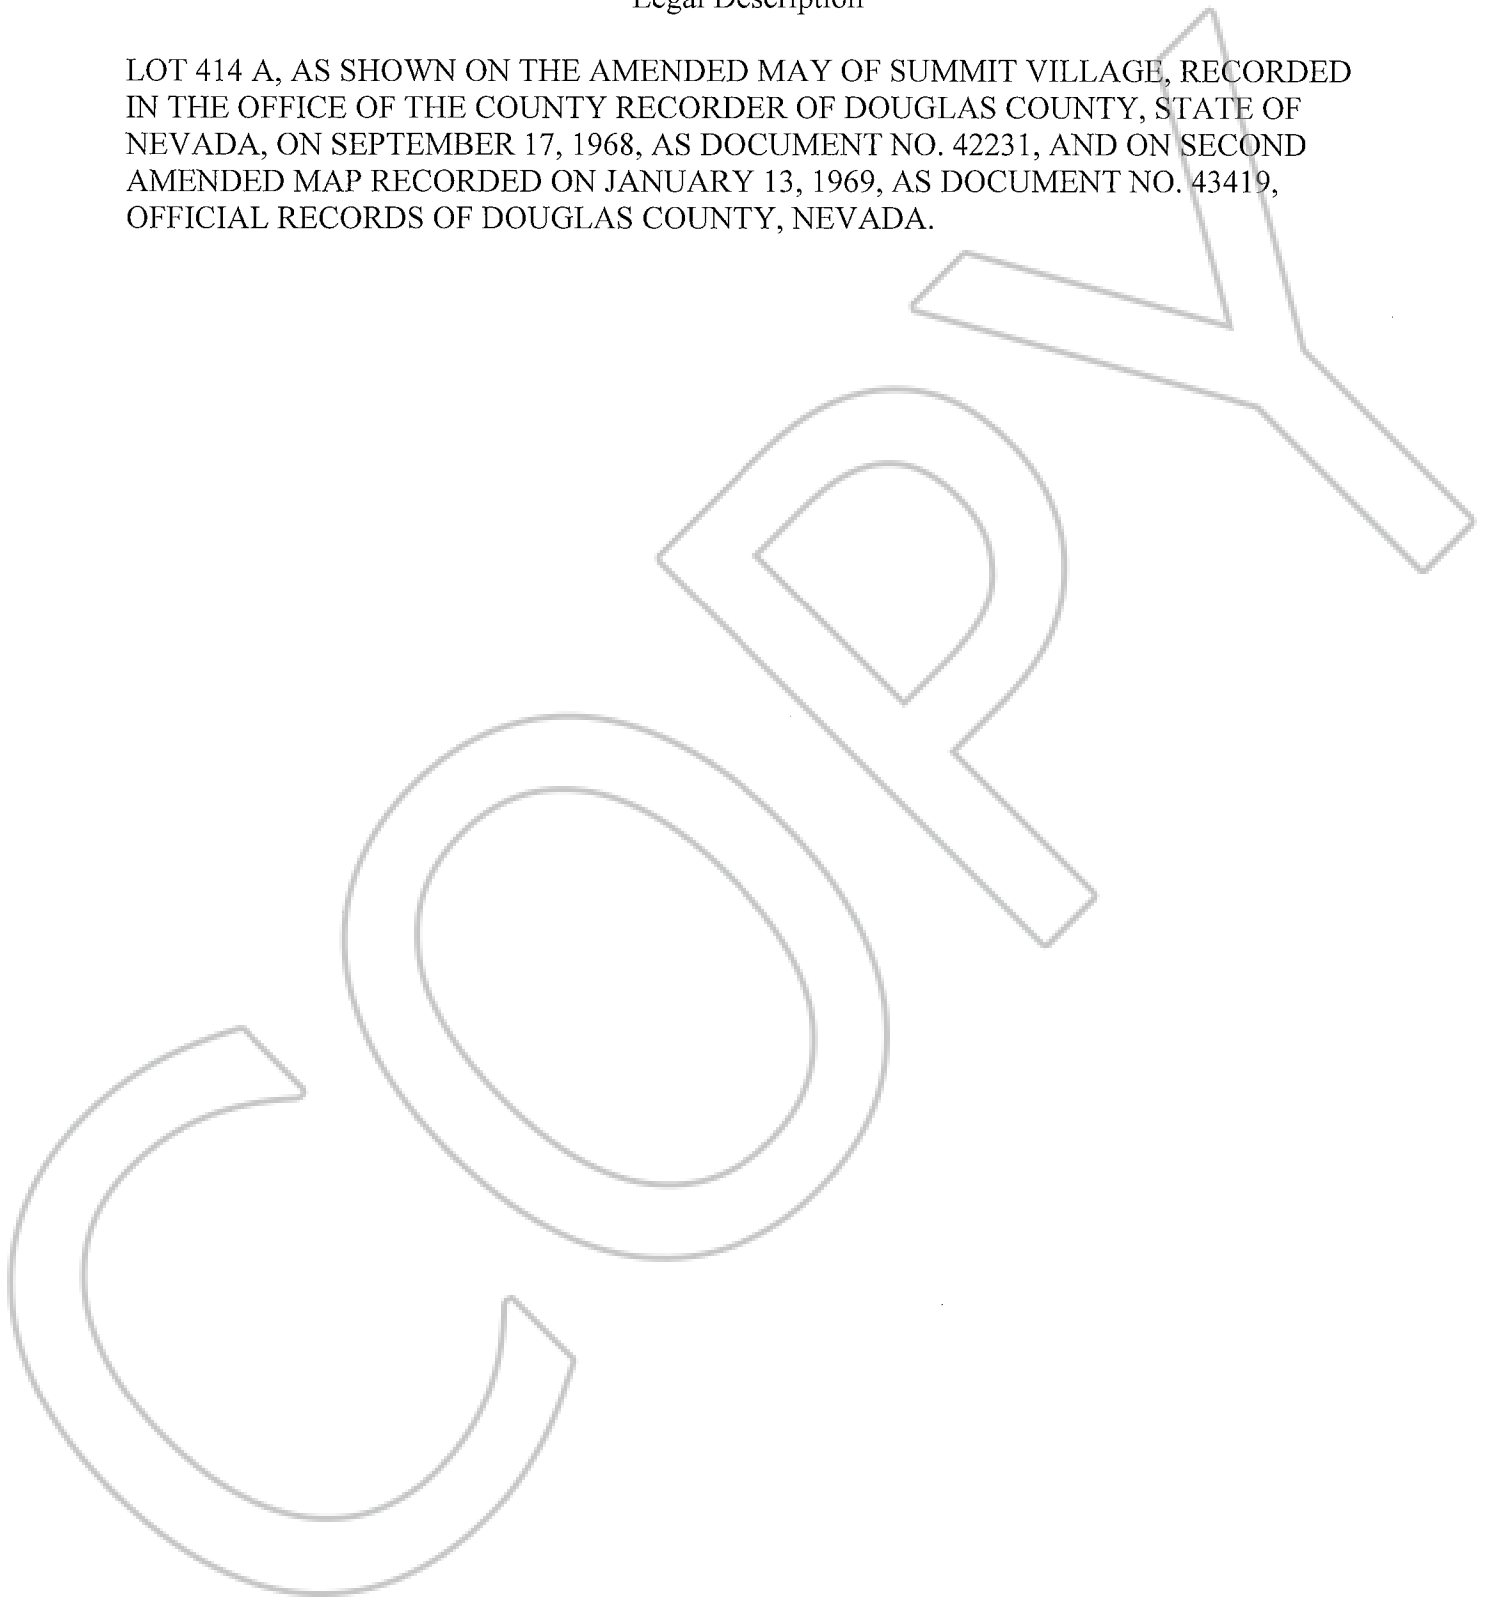 Legal Description
LOT 414 A, AS SHOWN ON THE AMENDED MAY OF SUMMIT VILLAGE, RECORDED
IN THE OFFICE OF THE COUNTY RECORDER OF DOUGLAS COUNTY, STATE OF
NEVADA, ON SEPTEMBER 17, 1968, AS DOCUMENT NO. 42231, AND ON SECOND
AMENDED MAP RECORDED ON JANUARY 13, 1969, AS DOCUMENT NO. 43419,
OFFICIAL RECORDS OF DOUGLAS COUNTY, NEVADA.
COPY